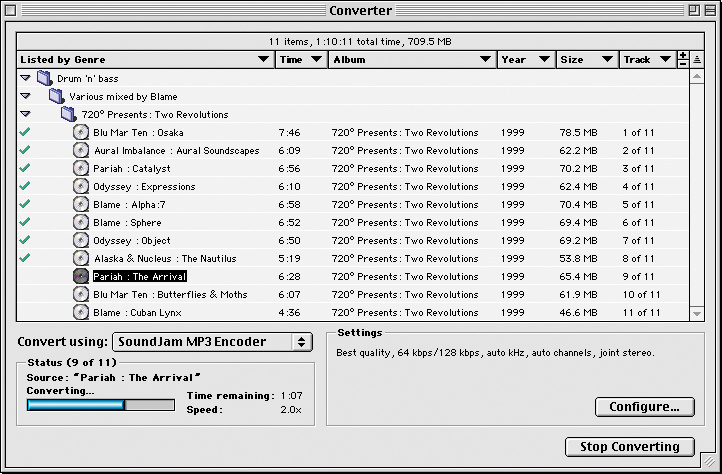 Converter
11 items, 1:10:11 total time, 709.5 MB
Listed by Genre Time Album Year Size Track
Drum 'n' bass
Various mixed by Blame
720° Presents: Two Revolutions
Blu Mar Ten : Osaka 7:46 720° Presents: Two Revolutions 1999 78.5 MB 1 of 11
Aural Imbalance : Aural Soundscapes 6:09 720° Presents: Two Revolutions 1999 62.2 MB 2 of 11
Pariah : Catalyst 6:56 720° Presents: Two Revolutions 1999 70.2 MB 3 of 11
Odyssey : Expressions 6:10 720° Presents: Two Revolutions 1999 62.4 MB 4 of 11
Blame : Alpha:7 6:58 720° Presents: Two Revolutions 1999 70.4 MB 5 of 11
Blame : Sphere 6:52 720° Presents: Two Revolutions 1999 69.4 MB 6 of 11
Odyssey : Object 6:50 720° Presents: Two Revolutions 1999 69.2 MB 7 of 11
Alaska & Nucleus : The Nautilus 5:19 720° Presents: Two Revolutions 1999 53.8 MB 8 of 11
Pariah : The Arrival 6:28 720° Presents: Two Revolutions 1999 65.4 MB 9 of 11
Blu Mar Ten : Butterflies & Moths 6:07 720° Presents: Two Revolutions 1999 61.9 MB 10 of 11
Blame : Cuban Lynx 4:36 720° Presents: Two Revolutions 1999 46.6 MB 11 of 11
Convert using: SoundJam MP3 Encoder
Status (9 of 11)
Source: “Pariah : The Arrival”
Converting...
Time remaining: 1:07
Speed: 2.0x
Settings
Best quality, 64 kbps/128 kbps, auto kHz, auto channels, joint stereo.
Configure...
Stop Converting